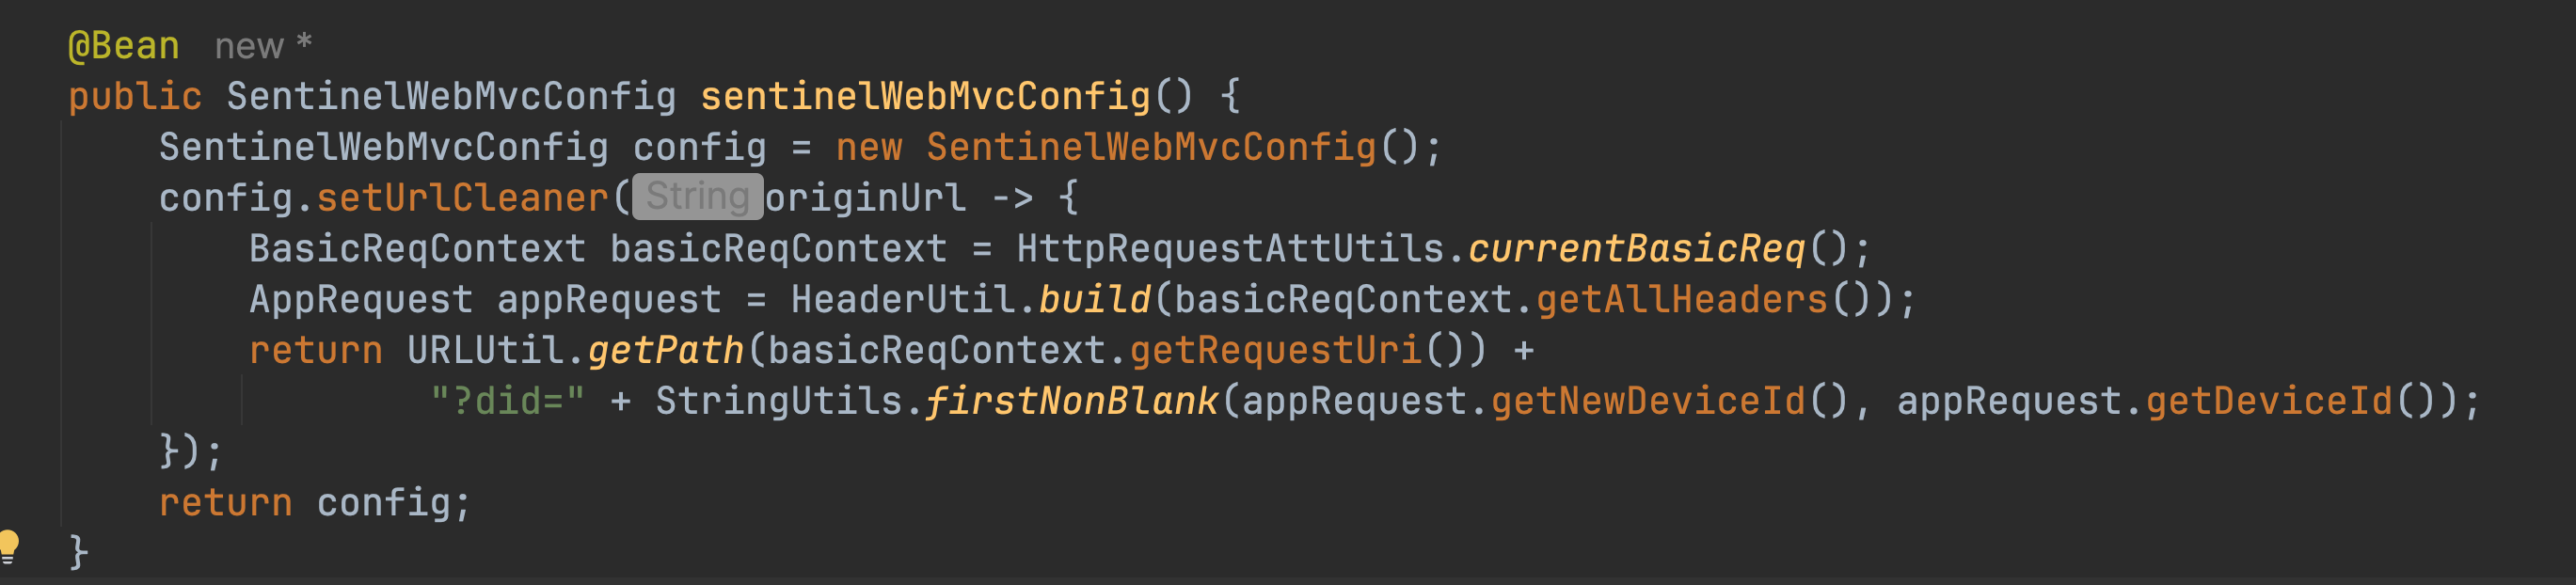 @Bean new *
public SentinelWebMvcConfig sentinelWebMvcConfig() {
    SentinelWebMvcConfig config = new SentinelWebMvcConfig();
    config.setUrlCleaner( String originUrl -> {
        BasicReqContext basicReqContext = HttpRequestAttUtils.currentBasicReq();
        AppRequest appRequest = HeaderUtil.build(basicReqContext.getAllHeaders());
        return URLUtil.getPath(basicReqContext.getRequestUri()) +
                "?did=" + StringUtils.firstNonBlank(appRequest.getNewDeviceId(), appRequest.getDeviceId());
    });
    return config;
}